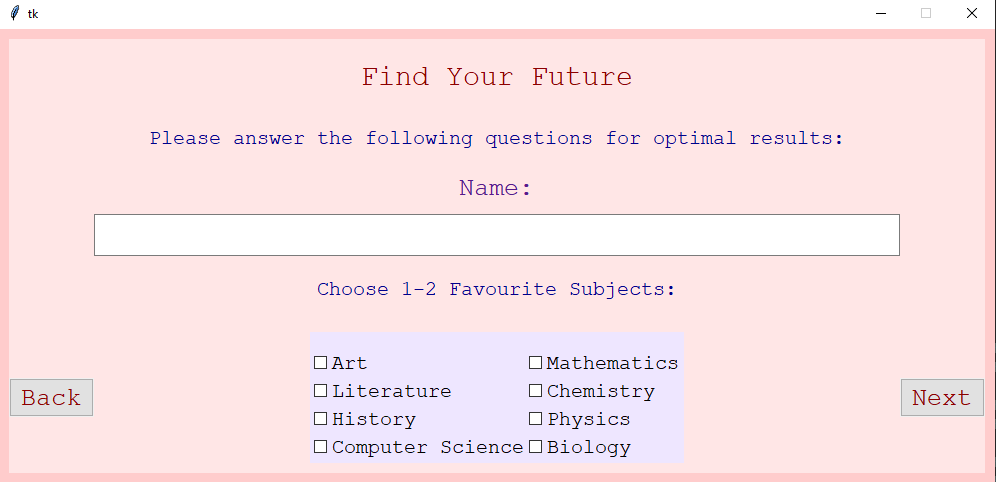 tk
Find Your Future
Please answer the following questions for optimal results:
Name:
Choose 1-2 Favourite Subjects:
Art Mathematics
Literature Chemistry
History Physics
Computer Science Biology
Back Next